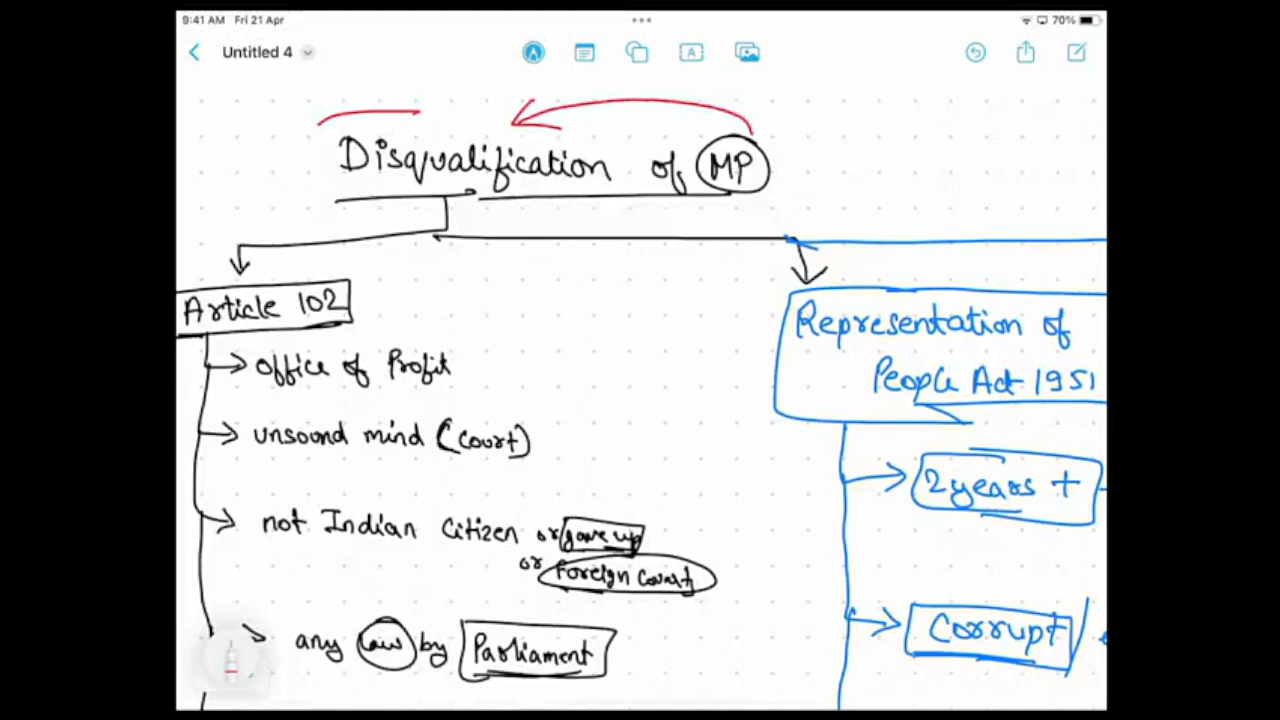 9:41 AM Fri 21 Apr
70%
Untitled 4
A
Disqualification of MP
Article 102
office of Profit
unsound mind (court)
not Indian Citizen or gave up
or Foreign Count
any law by Parliament
Representation of
People Act 1951
2 years +
Corrupt/